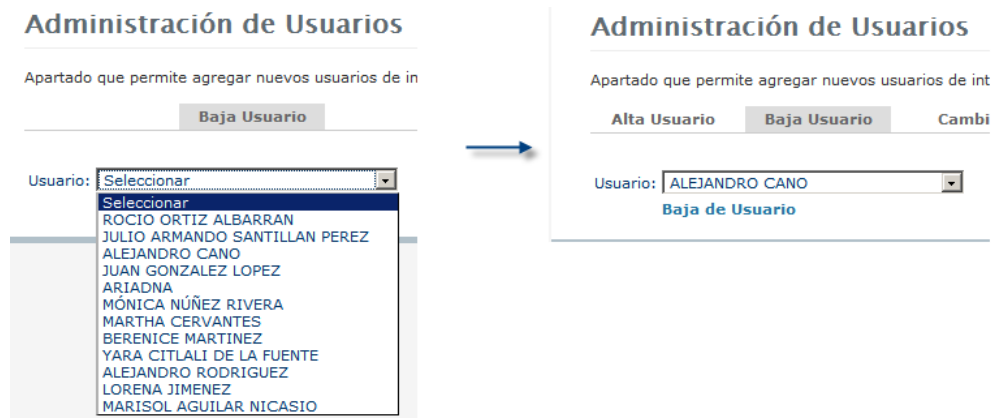 Administración de Usuarios
Apartado que permite agregar nuevos usuarios de in
Baja Usuario
Usuario: Seleccionar
Seleccionar
ROCIO ORTIZ ALBARRAN
JULIO ARMANDO SANTILLAN PEREZ
ALEJANDRO CANO
JUAN GONZALEZ LOPEZ
ARIADNA
MÓNICA NÚÑEZ RIVERA
MARTHA CERVANTES
BERENICE MARTINEZ
YARA CITLALI DE LA FUENTE
ALEJANDRO RODRIGUEZ
LORENA JIMENEZ
MARISOL AGUILAR NICASIO
Administración de Usuarios
Apartado que permite agregar nuevos usuarios de int
Alta Usuario Baja Usuario Cambi
Usuario: ALEJANDRO CANO
Baja de Usuario